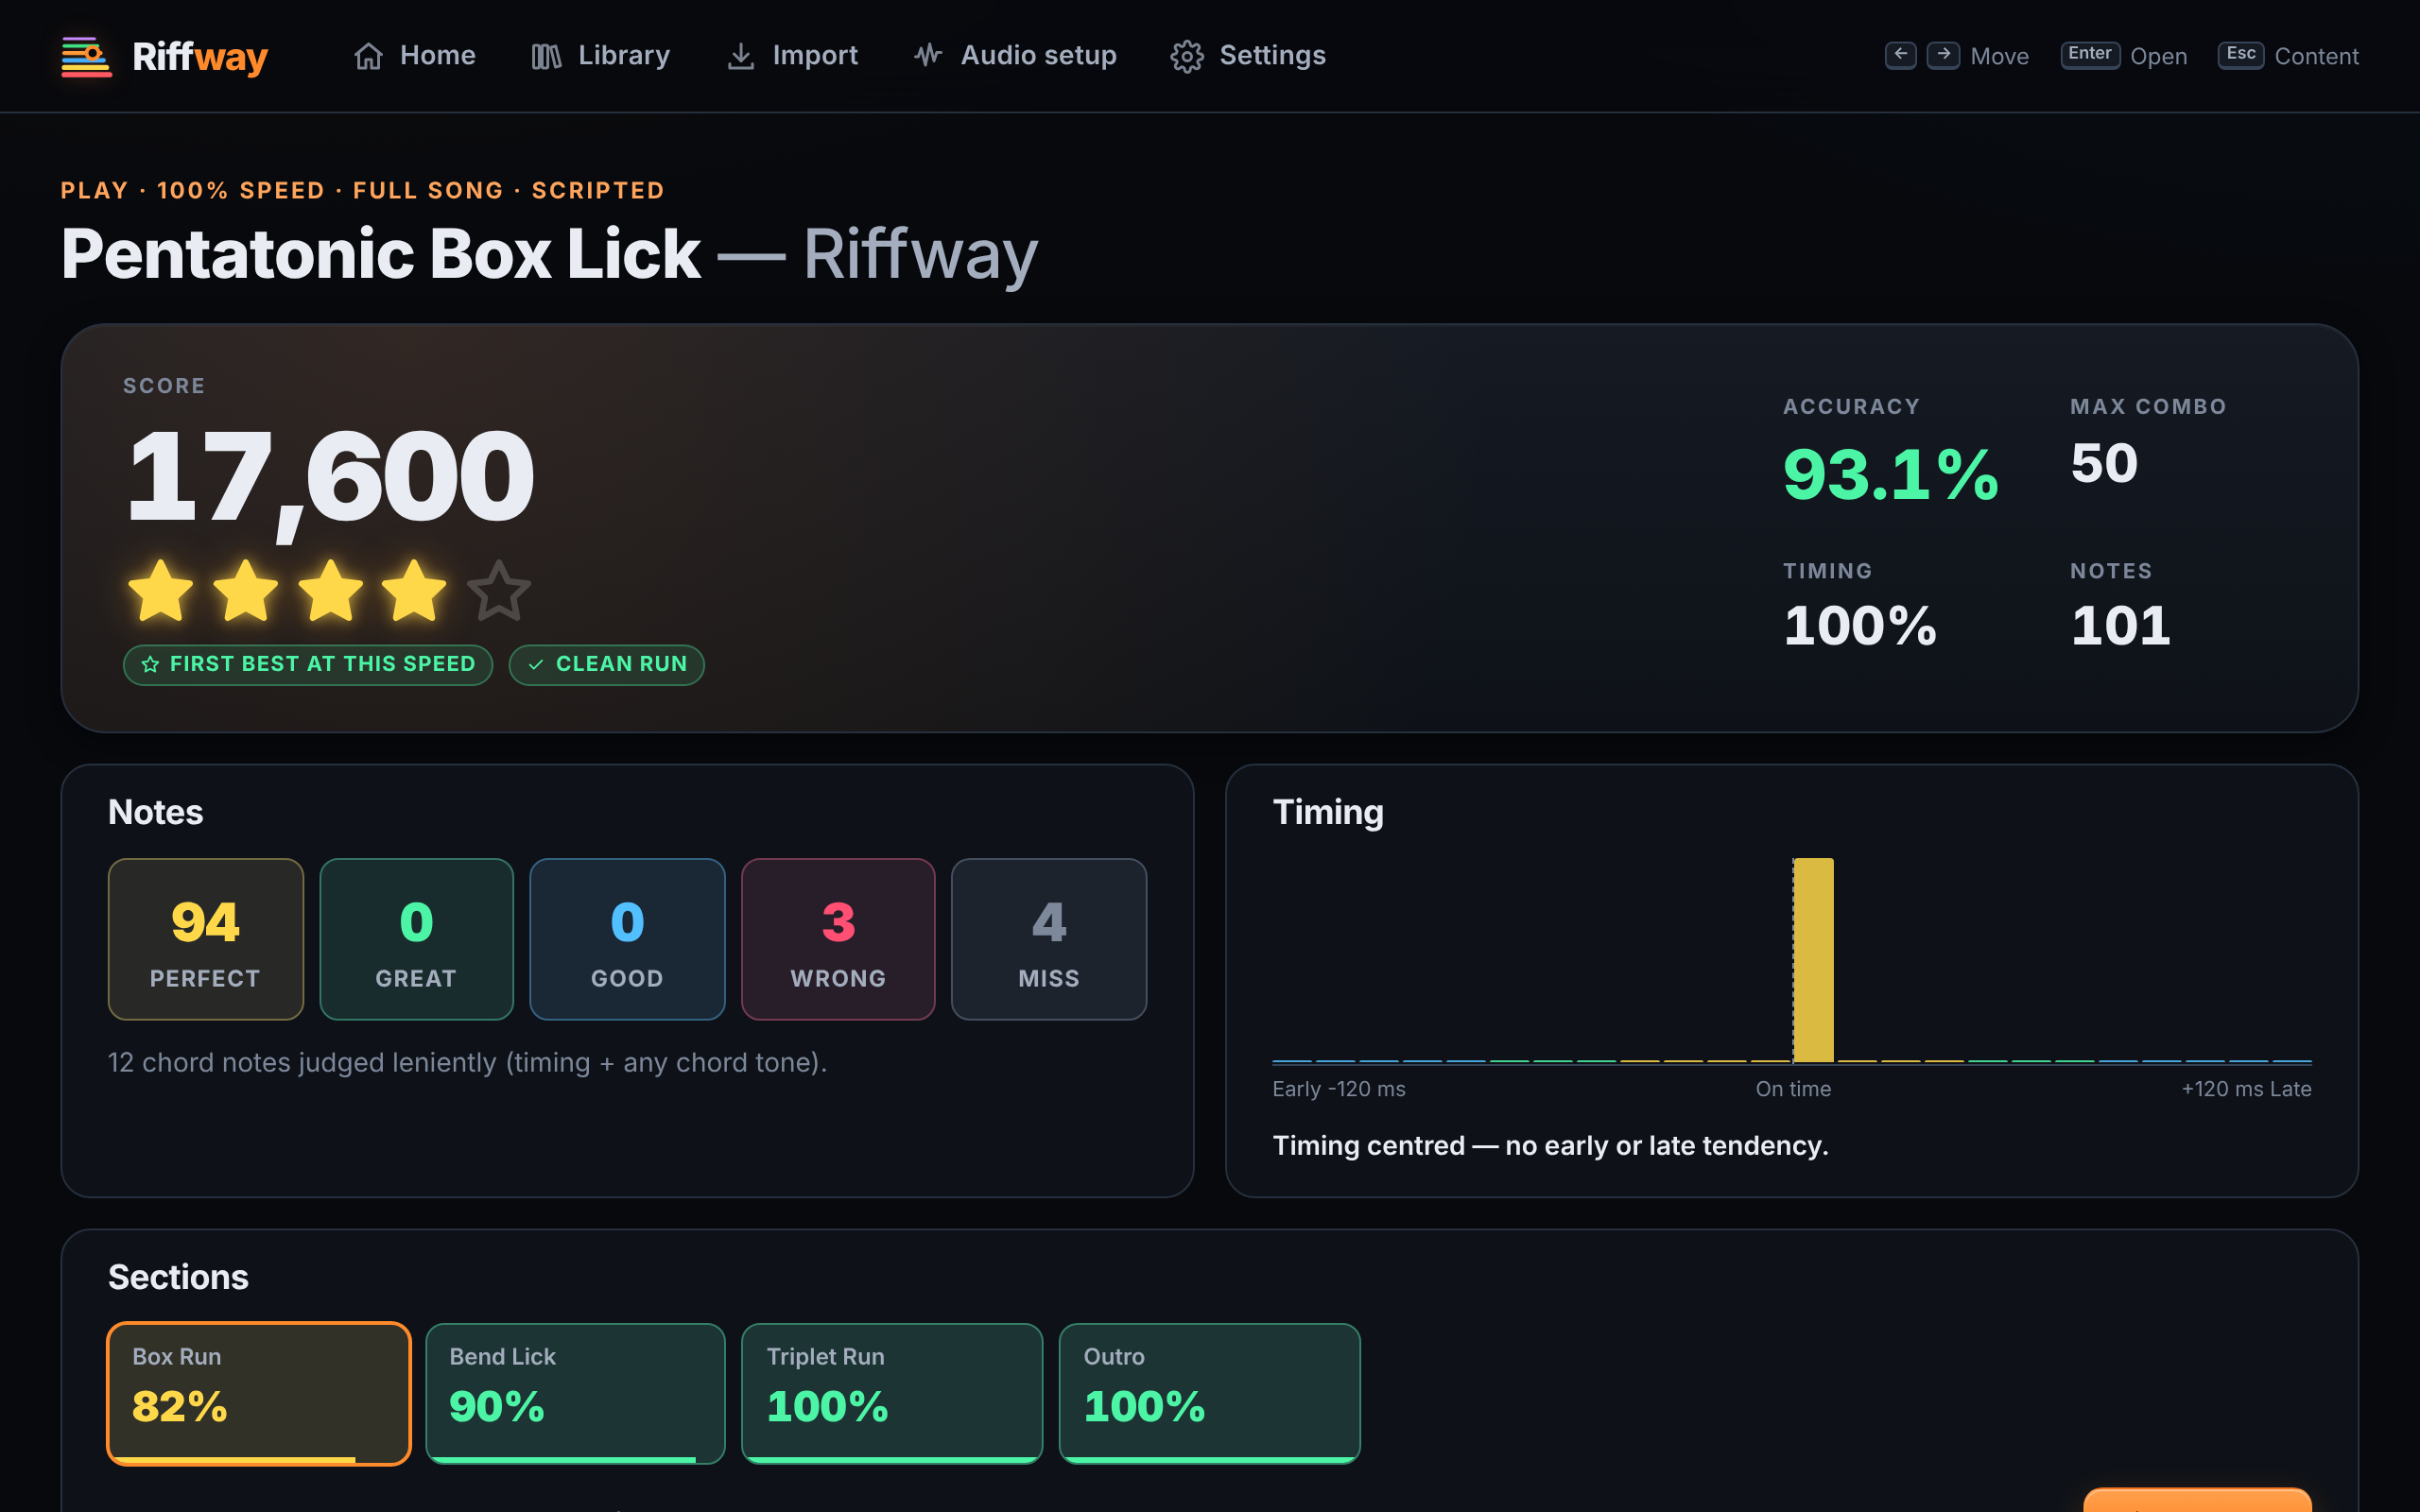 Riffway
Home
Library
Import
Audio setup
Settings
← → Move
Enter Open
Esc Content
PLAY · 100% SPEED · FULL SONG · SCRIPTED
Pentatonic Box Lick — Riffway
SCORE
17,600
FIRST BEST AT THIS SPEED
CLEAN RUN
ACCURACY
93.1%
MAX COMBO
50
TIMING
100%
NOTES
101
Notes
94
PERFECT
0
GREAT
0
GOOD
3
WRONG
4
MISS
12 chord notes judged leniently (timing + any chord tone).
Timing
Early -120 ms
On time
+120 ms Late
Timing centred — no early or late tendency.
Sections
Box Run
82%
Bend Lick
90%
Triplet Run
100%
Outro
100%